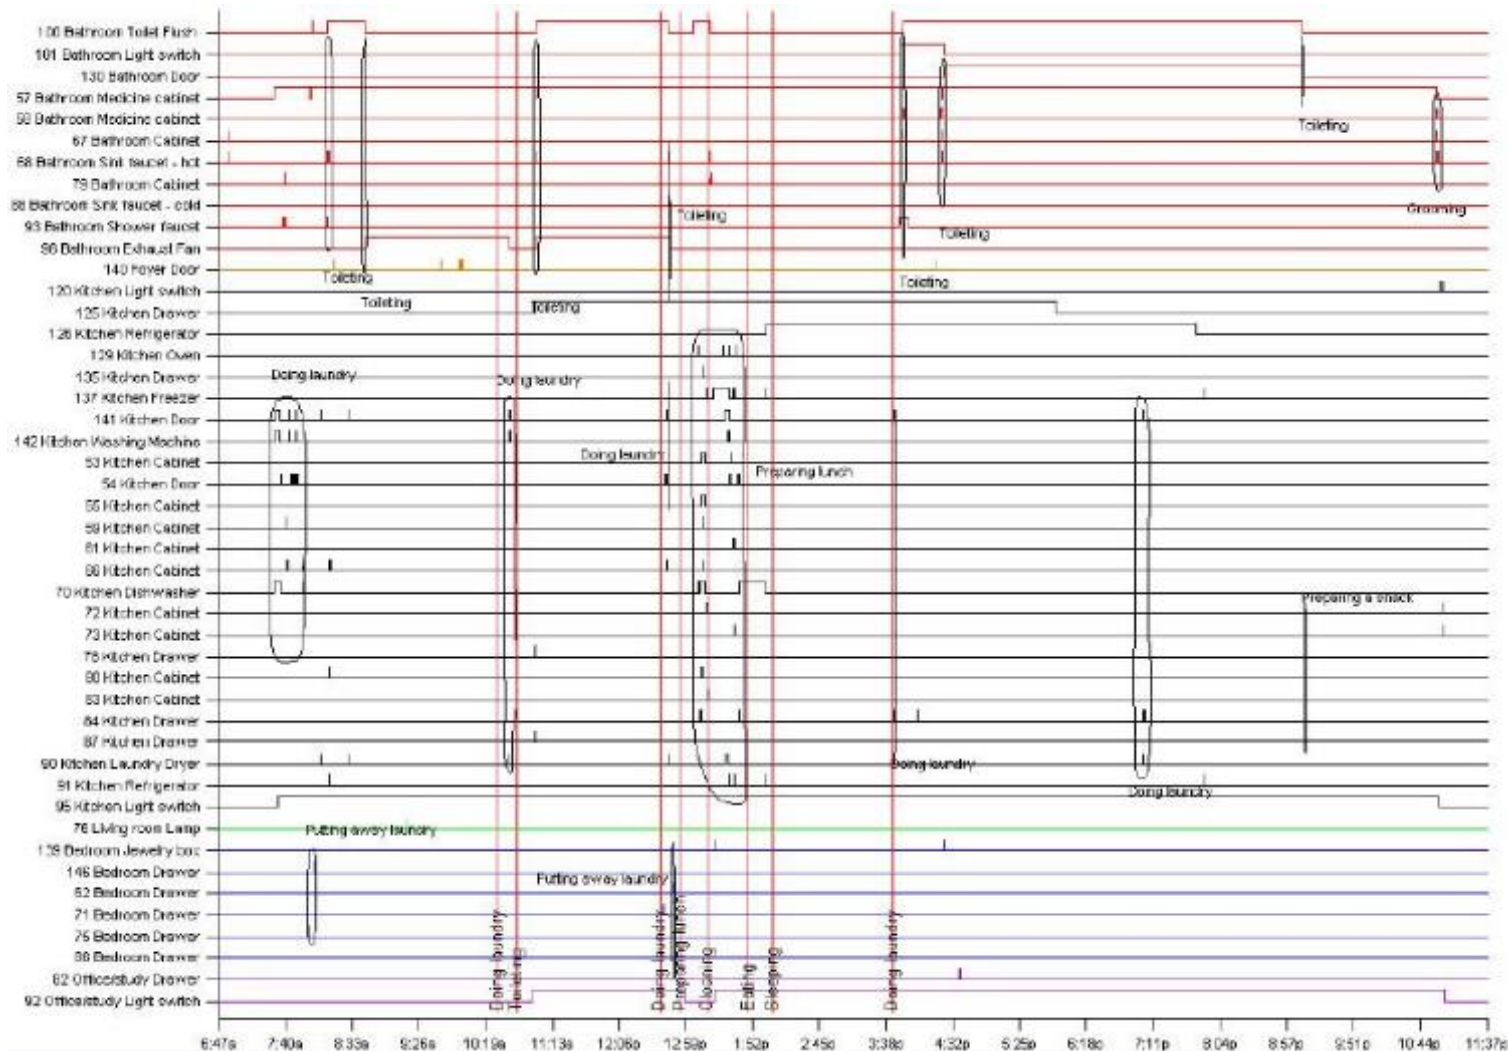 100 Bathroom Toilet Flush
101 Bathroom Light switch
130 Bathroom Door
57 Bathroom Medicine cabinet
58 Bathroom Medicine cabinet
67 Bathroom Cabinet
68 Bathroom Sink faucet - hot
79 Bathroom Cabinet
88 Bathroom Sink faucet - cold
93 Bathroom Shower faucet
98 Bathroom Exhaust Fan
140 Foyer Door
120 Kitchen Light switch
125 Kitchen Drawer
126 Kitchen Refrigerator
129 Kitchen Oven
135 Kitchen Drawer
137 Kitchen Freezer
141 Kitchen Door
142 Kitchen Washing Machine
53 Kitchen Cabinet
54 Kitchen Door
55 Kitchen Cabinet
59 Kitchen Cabinet
61 Kitchen Cabinet
66 Kitchen Cabinet
70 Kitchen Dishwasher
72 Kitchen Cabinet
73 Kitchen Cabinet
78 Kitchen Drawer
80 Kitchen Cabinet
83 Kitchen Cabinet
84 Kitchen Drawer
87 Kitchen Drawer
90 Kitchen Laundry Dryer
91 Kitchen Refrigerator
95 Kitchen Light switch
76 Living room Lamp
139 Bedroom Jewelry box
146 Bedroom Drawer
52 Bedroom Drawer
71 Bedroom Drawer
75 Bedroom Drawer
Bedroom Drawer
82 Office/study Drawer
92 Office/study Light switch
Toileting
Grooming
Toileting
Toileting
Toileting
Toileting
Toileting
Toileting
Doing laundry
Doing laundry
Doing laundry
Preparing lunch
Preparing a snack
Doing laundry
Doing laundry
Putting away laundry
Putting away laundry
Doing laundry
Toileting
Doing laundry
Preparing lunch
Cleaning
Eating
Sleeping
Doing laundry
6:47a 7:40a 8:33a 9:26a 10:19a 11:13a 12:06p 12:59p 1:52p 2:45p 3:38p 4:32p 5:25p 6:18p 7:11p 8:04p 8:57p 9:51p 10:44p 11:37p